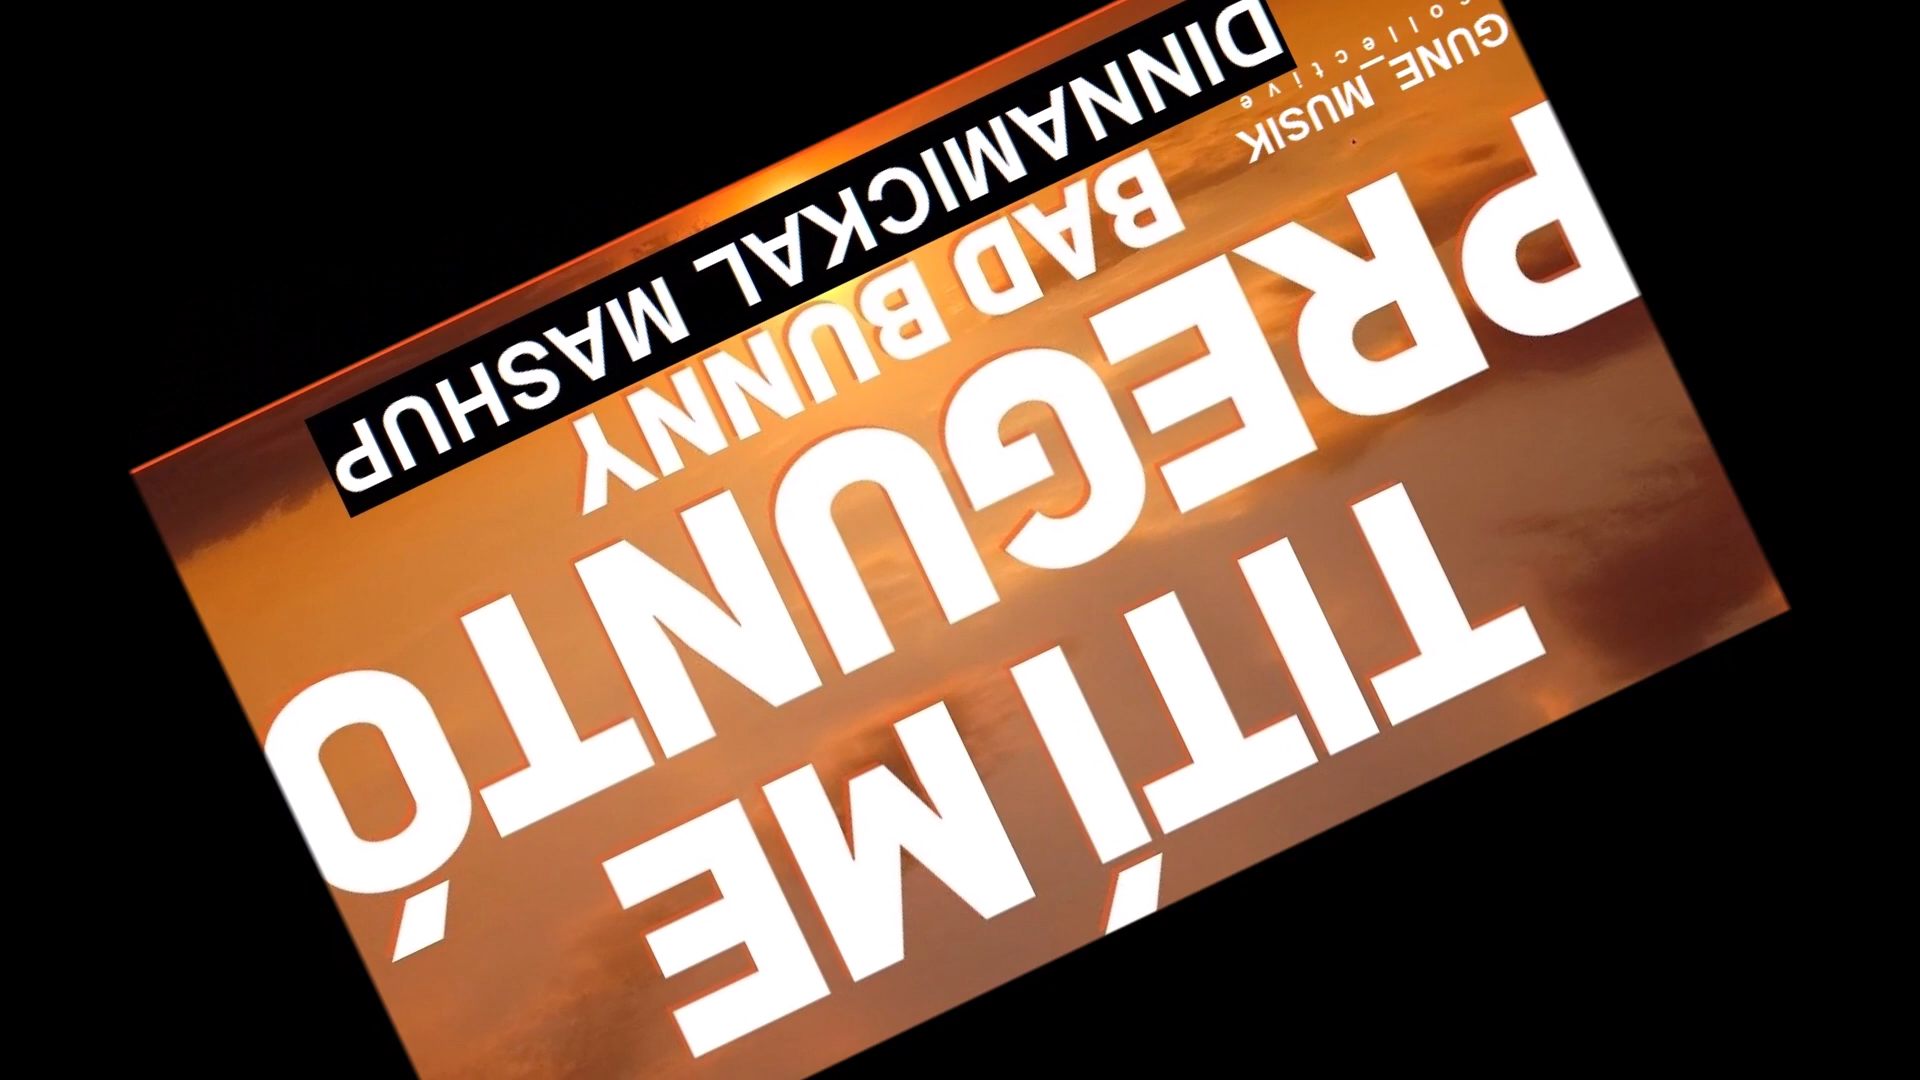 TITÍ ME
PREGUNTÓ
BAD BUNNY
GUNE_MUSIK
collective
DINNAMICKAL MASHUP